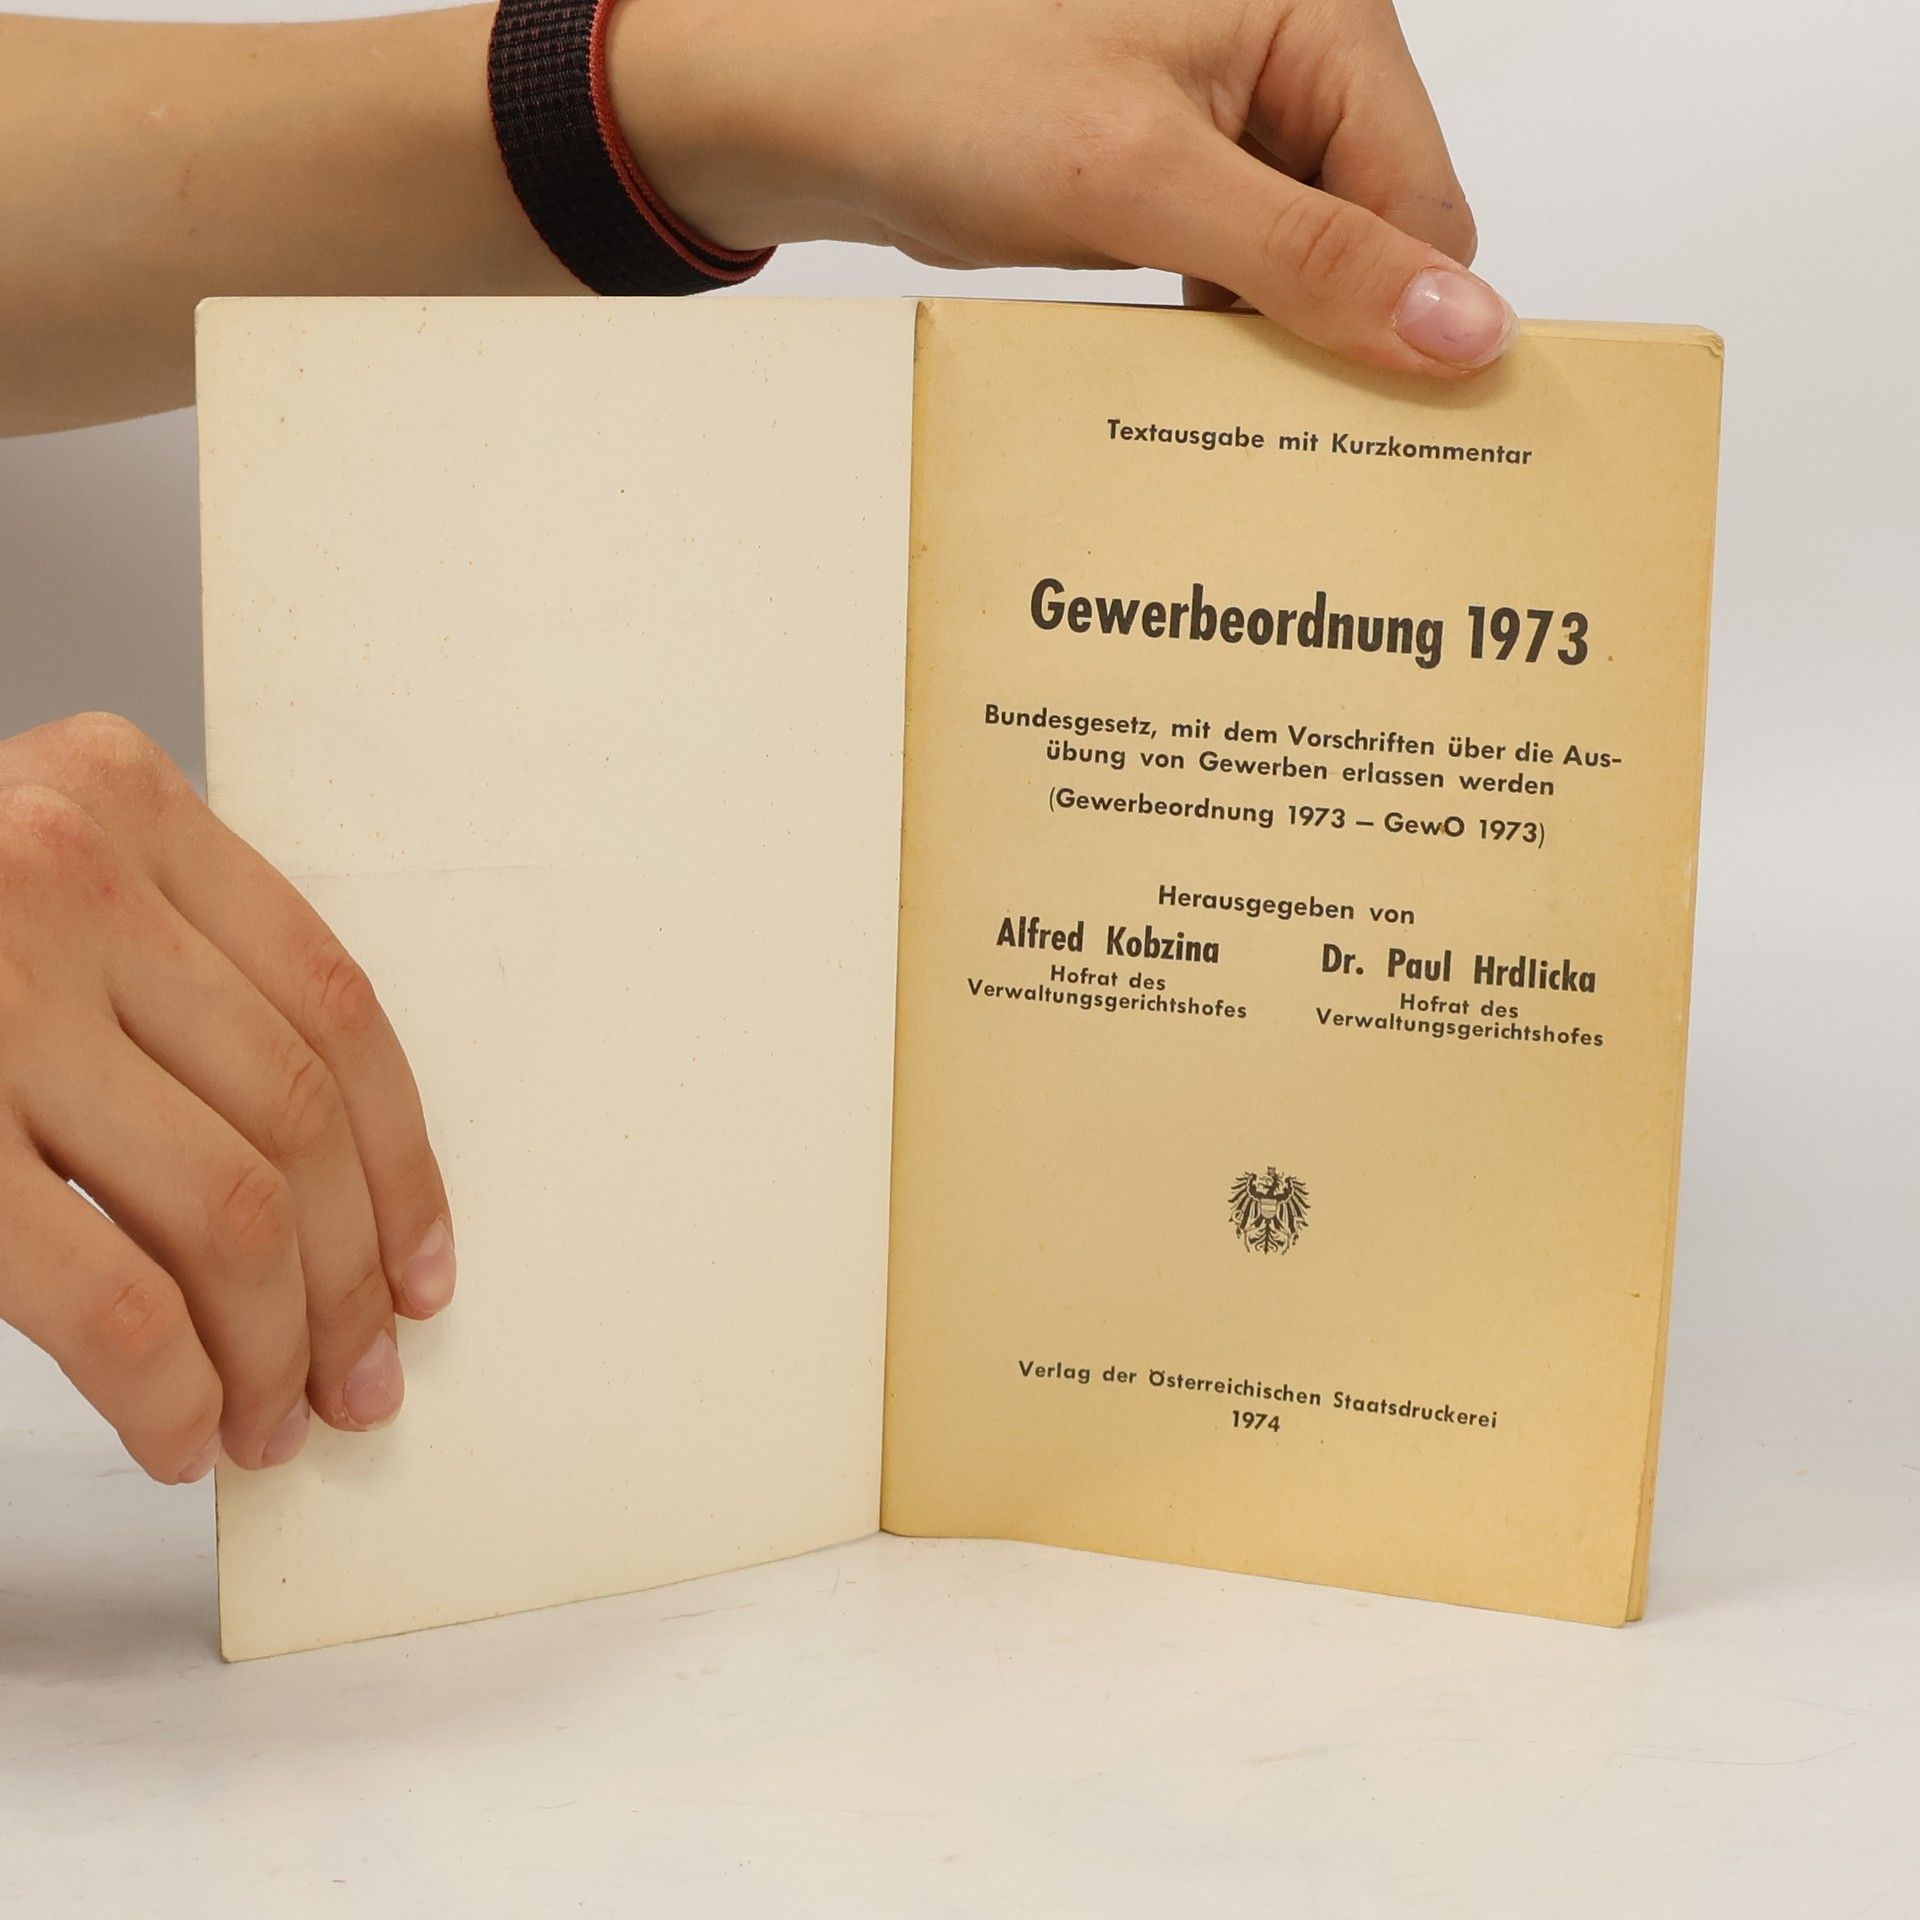 Textausgabe mit Kurzkommentar
Gewerbeordnung 1973
Bundesgesetz, mit dem Vorschriften über die Aus-
übung von Gewerben erlassen werden
(Gewerbeordnung 1973 – GewO 1973)
Herausgegeben von
Alfred Kobzina
Hofrat des
Verwaltungsgerichtshofes
Dr. Paul Hrdlicka
Hofrat des
Verwaltungsgerichtshofes
Verlag der Österreichischen Staatsdruckerei
1974